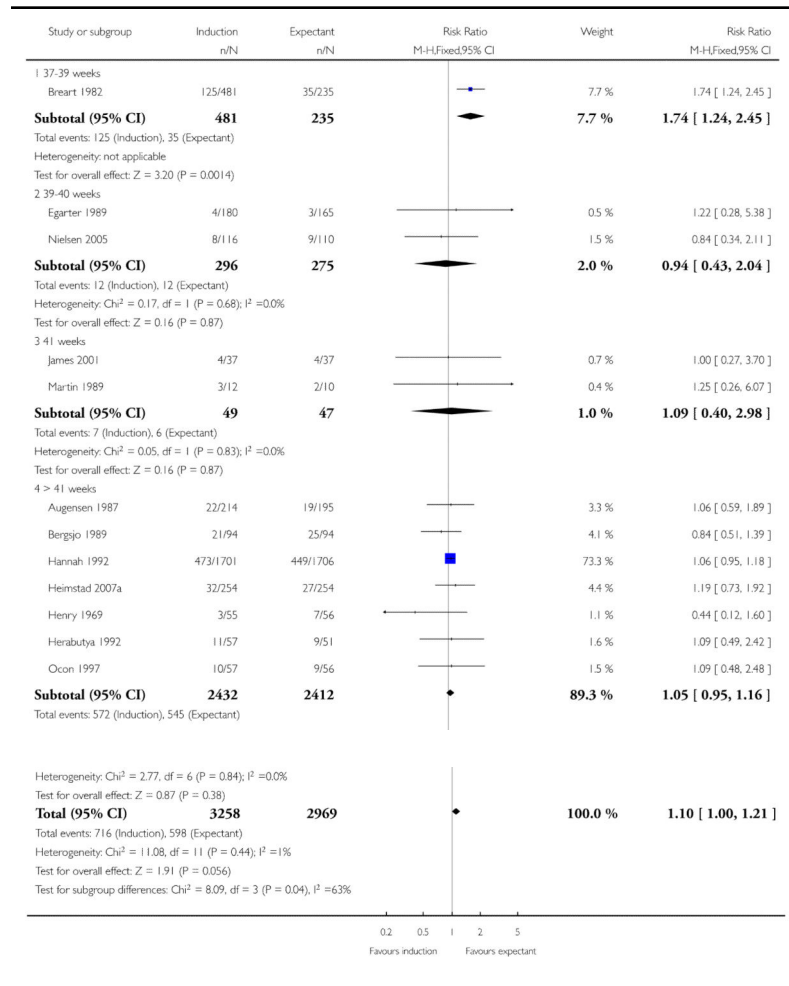 Study or subgroup Induction Expectant Risk Ratio Weight Risk Ratio
n/N n/N M-H,Fixed,95% CI M-H,Fixed,95% CI
1 37-39 weeks
Breart 1982 125/481 35/235 7.7 % 1.74 [ 1.24, 2.45 ]
Subtotal (95% CI) 481 235 7.7 % 1.74 [ 1.24, 2.45 ]
Total events: 125 (Induction), 35 (Expectant)
Heterogeneity: not applicable
Test for overall effect: Z = 3.20 (P = 0.0014)
2 39-40 weeks
Egarter 1989 4/180 3/165 0.5 % 1.22 [ 0.28, 5.38 ]
Nielsen 2005 8/116 9/110 1.5 % 0.84 [ 0.34, 2.11 ]
Subtotal (95% CI) 296 275 2.0 % 0.94 [ 0.43, 2.04 ]
Total events: 12 (Induction), 12 (Expectant)
Heterogeneity: Chi² = 0.17, df = 1 (P = 0.68); I² =0.0%
Test for overall effect: Z = 0.16 (P = 0.87)
3 41 weeks
James 2001 4/37 4/37 0.7 % 1.00 [ 0.27, 3.70 ]
Martin 1989 3/12 2/10 0.4 % 1.25 [ 0.26, 6.07 ]
Subtotal (95% CI) 49 47 1.0 % 1.09 [ 0.40, 2.98 ]
Total events: 7 (Induction), 6 (Expectant)
Heterogeneity: Chi² = 0.05, df = 1 (P = 0.83); I² =0.0%
Test for overall effect: Z = 0.16 (P = 0.87)
4 > 41 weeks
Augensen 1987 22/214 19/195 3.3 % 1.06 [ 0.59, 1.89 ]
Bergsjo 1989 21/94 25/94 4.1 % 0.84 [ 0.51, 1.39 ]
Hannah 1992 473/1701 449/1706 73.3 % 1.06 [ 0.95, 1.18 ]
Heimstad 2007a 32/254 27/254 4.4 % 1.19 [ 0.73, 1.92 ]
Henry 1969 3/55 7/56 1.1 % 0.44 [ 0.12, 1.60 ]
Herabutya 1992 11/57 9/51 1.6 % 1.09 [ 0.49, 2.42 ]
Ocon 1997 10/57 9/56 1.5 % 1.09 [ 0.48, 2.48 ]
Subtotal (95% CI) 2432 2412 89.3 % 1.05 [ 0.95, 1.16 ]
Total events: 572 (Induction), 545 (Expectant)
Heterogeneity: Chi² = 2.77, df = 6 (P = 0.84); I² =0.0%
Test for overall effect: Z = 0.87 (P = 0.38)
Total (95% CI) 3258 2969 100.0 % 1.10 [ 1.00, 1.21 ]
Total events: 716 (Induction), 598 (Expectant)
Heterogeneity: Chi² = 11.08, df = 11 (P = 0.44); I² =1%
Test for overall effect: Z = 1.91 (P = 0.056)
Test for subgroup differences: Chi² = 8.09, df = 3 (P = 0.04), I² =63%
0.2 0.5 1 2 5
Favours induction Favours expectant